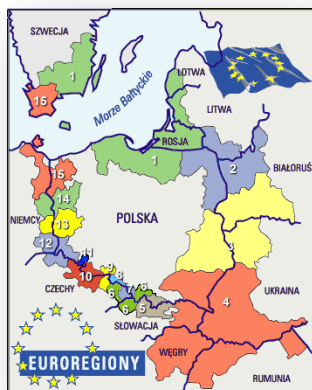 SZWECJA
1
15
Morze Bałtyckie
ŁOTWA
LITWA
ROSJA
1
2
BIAŁORUŚ
15
14
NIEMCY
13
POLSKA
12
11
3
10
9
8
CZECHY
7
6
6
6
5
4
UKRAINA
SŁOWACJA
WĘGRY
RUMUNIA
EUROREGIONY